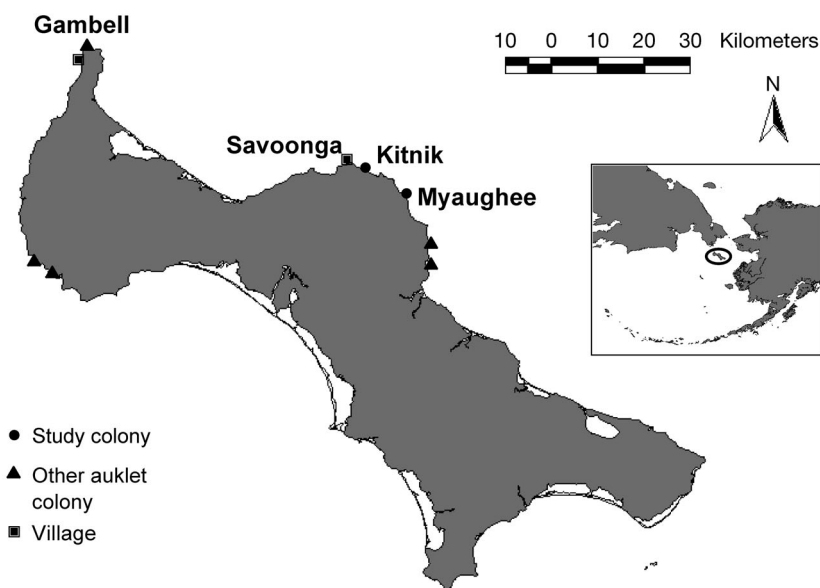 Gambell
10 0 10 20 30 Kilometers
N
Savoonga
Kitnik
Myaughee
Study colony
Other auklet
colony
Village